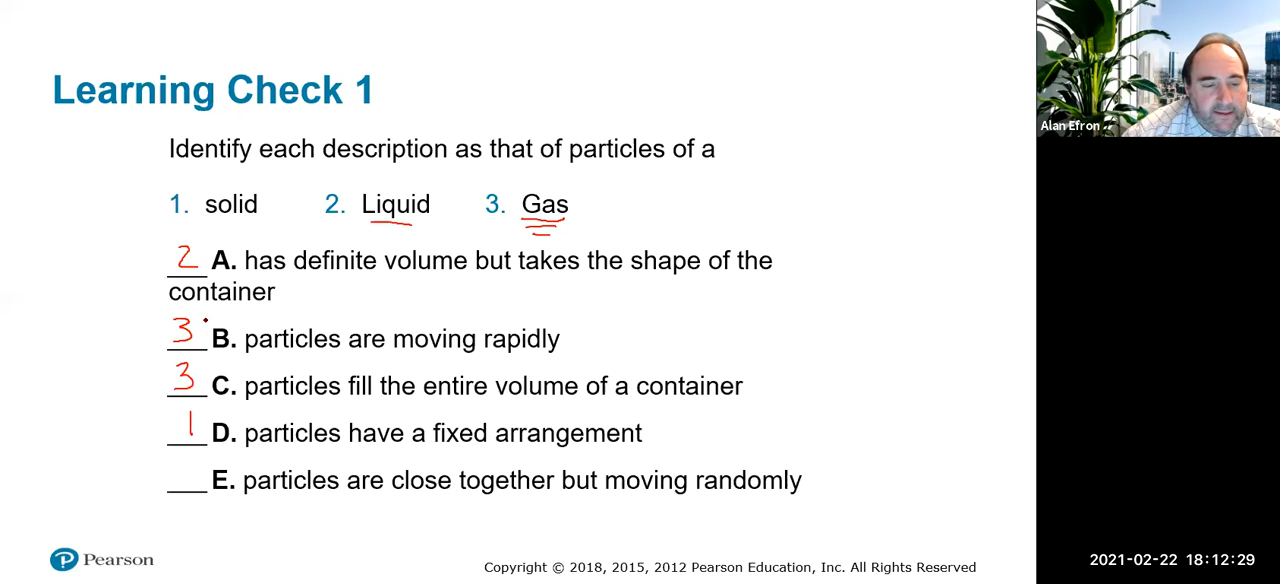 Learning Check 1
Identify each description as that of particles of a
1. solid 2. Liquid 3. Gas
2 A. has definite volume but takes the shape of the
container
3 B. particles are moving rapidly
3 C. particles fill the entire volume of a container
1 D. particles have a fixed arrangement
__ E. particles are close together but moving randomly
Pearson
Copyright © 2018, 2015, 2012 Pearson Education, Inc. All Rights Reserved
Alan Efron
2021-02-22 18:12:29